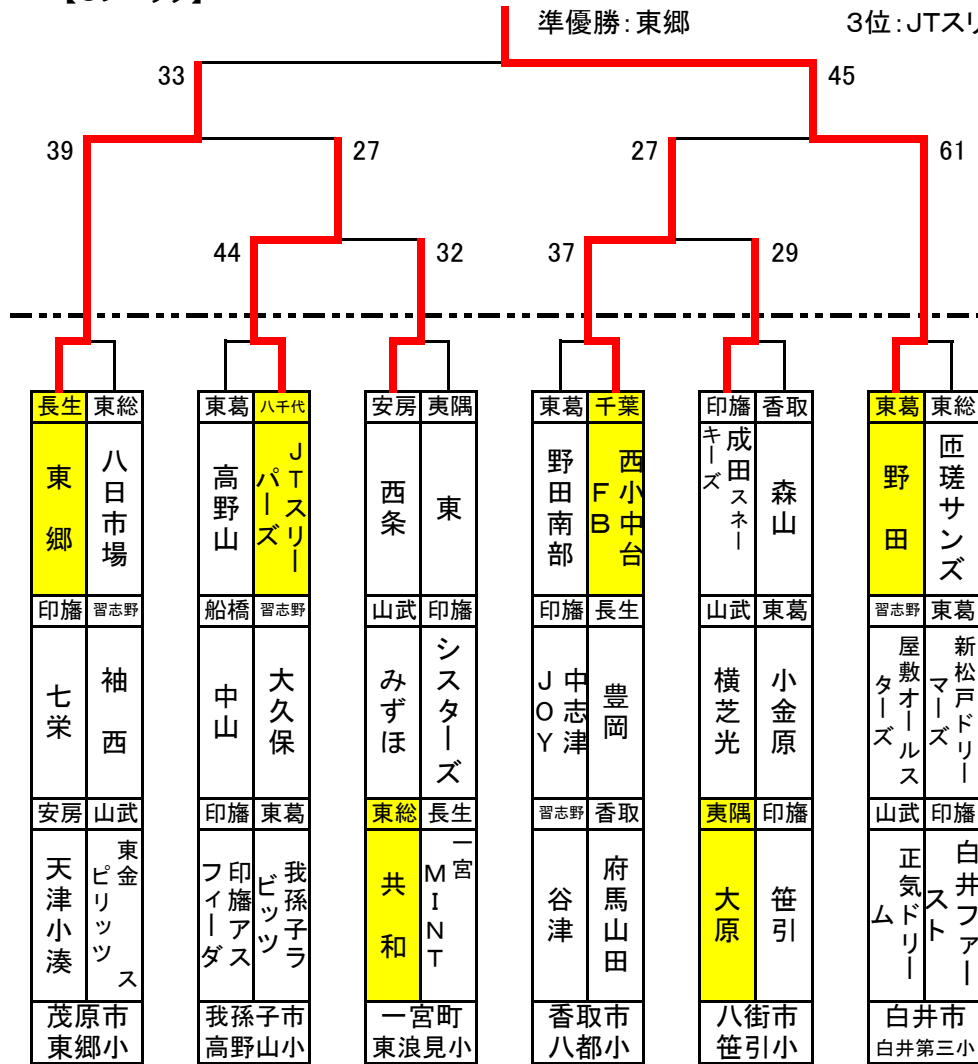 準優勝：東郷
3位：JTスリ
33
45
39
27
27
61
44
32
37
29
長生 東総
東郷
八日市場
印旛 習志野
七栄
袖西
安房 山武
天津小湊
東金ピリッツス
茂原市
東郷小
東葛 八千代
高野山
JTスリーパーズ
船橋 習志野
中山
大久保
印旛 東葛
印旛アスフィーダ
我孫子ラビッツ
我孫子市
高野山小
安房 夷隅
西条
東
山武 印旛
みずほ
シスターズ
東総 長生
共和
一宮MINT
一宮町
東浪見小
東葛 千葉
野田南部
西小中台FB
印旛 長生
中志津JOY
豊岡
習志野 香取
谷津
府馬山田
香取市
八都小
印旛 香取
成田スネーキーズ
森山
山武 東葛
横芝光
小金原
夷隅 印旛
大原
笹引
八街市
笹引小
東葛 東総
野田
匝瑳サンズ
習志野 東葛
屋敷オールスターズ
新松戸ドリーマーズ
山武 印旛
正気ドリーム
白井ファースト
白井市
白井第三小